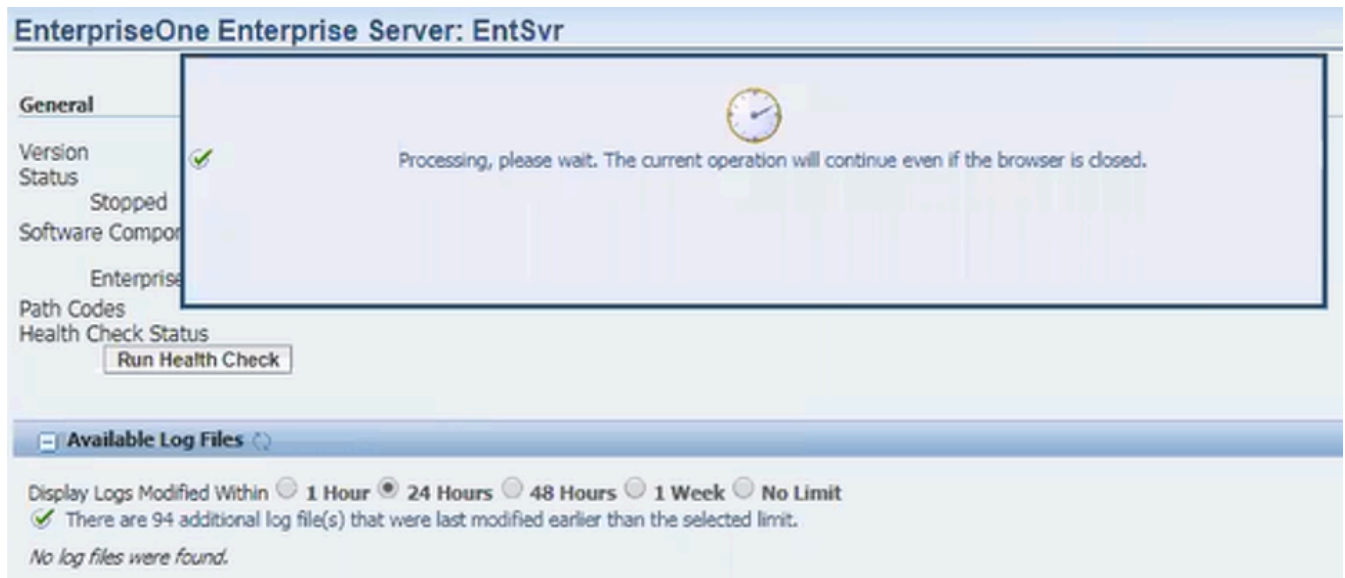 EnterpriseOne Enterprise Server: EntSvr
General
Processing, please wait. The current operation will continue even if the browser is closed.
Version
Status
Stopped
Software Compor
Enterprise
Path Codes
Health Check Status
Run Health Check
Available Log Files
Display Logs Modified Within 1 Hour 24 Hours 48 Hours 1 Week No Limit
There are 94 additional log file(s) that were last modified earlier than the selected limit.
No log files were found.